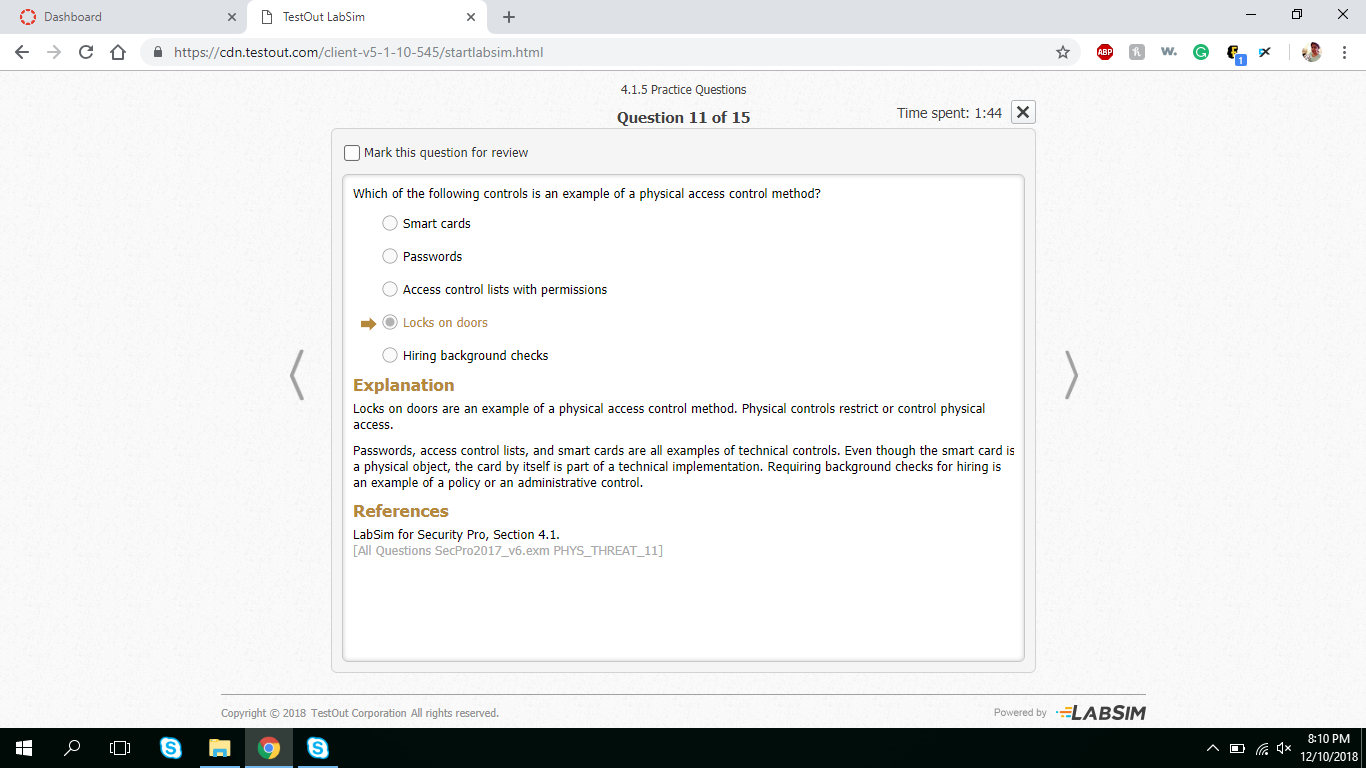 Dashboard
TestOut LabSim
https://cdn.testout.com/client-v5-1-10-545/startlabsim.html
ABP
w.
1
4.1.5 Practice Questions
Question 11 of 15
Time spent: 1:44
Mark this question for review
Which of the following controls is an example of a physical access control method?
Smart cards
Passwords
Access control lists with permissions
Locks on doors
Hiring background checks
Explanation
Locks on doors are an example of a physical access control method. Physical controls restrict or control physical
access.
Passwords, access control lists, and smart cards are all examples of technical controls. Even though the smart card is
a physical object, the card by itself is part of a technical implementation. Requiring background checks for hiring is
an example of a policy or an administrative control.
References
LabSim for Security Pro, Section 4.1.
[All Questions SecPro2017_v6.exm PHYS_THREAT_11]
Copyright © 2018 TestOut Corporation All rights reserved.
Powered by LABSIM
8:10 PM
12/10/2018